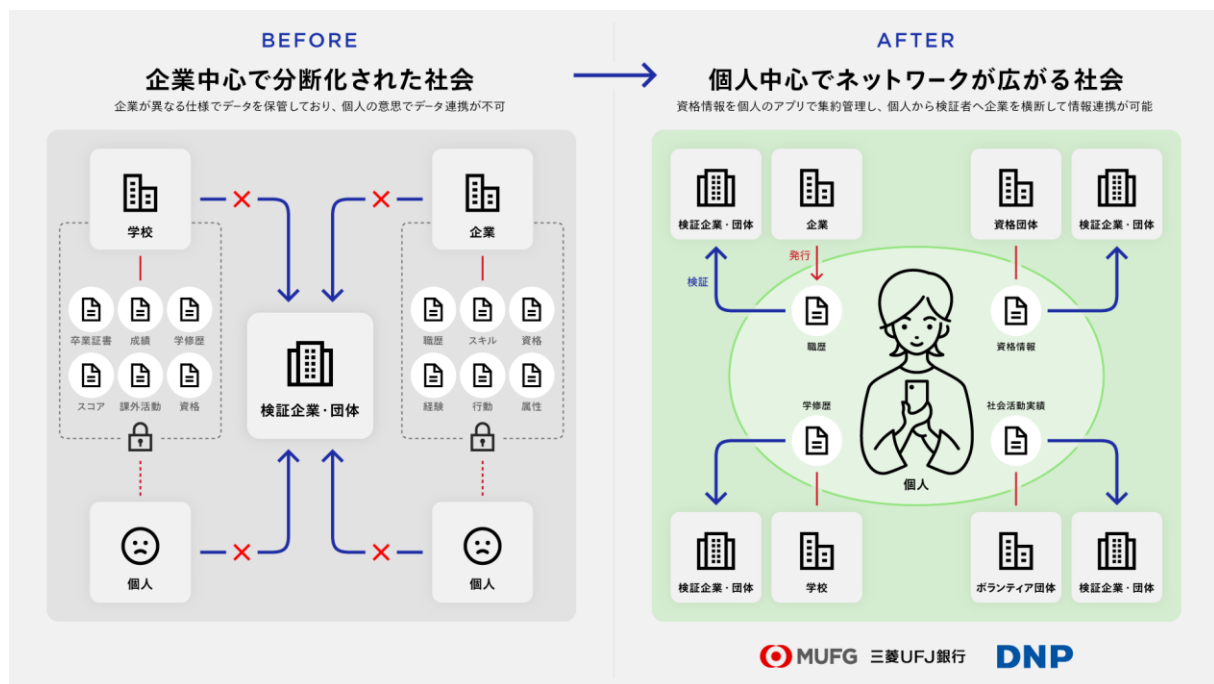 BEFORE
企業中心で分断化された社会
企業が異なる仕様でデータを保管しており、個人の意思でデータ連携が不可
学校
企業
卒業証書
成績
学修歴
スコア
課外活動
資格
職歴
スキル
資格
経験
行動
属性
検証企業・団体
個人
個人
AFTER
個人中心でネットワークが広がる社会
資格情報を個人のアプリで集約管理し、個人から検証者へ企業を横断して情報連携が可能
検証企業・団体
企業
資格団体
検証企業・団体
発行
検証
職歴
資格情報
学修歴
社会活動実績
個人
検証企業・団体
学校
ボランティア団体
検証企業・団体
MUFG 三菱UFJ銀行
DNP